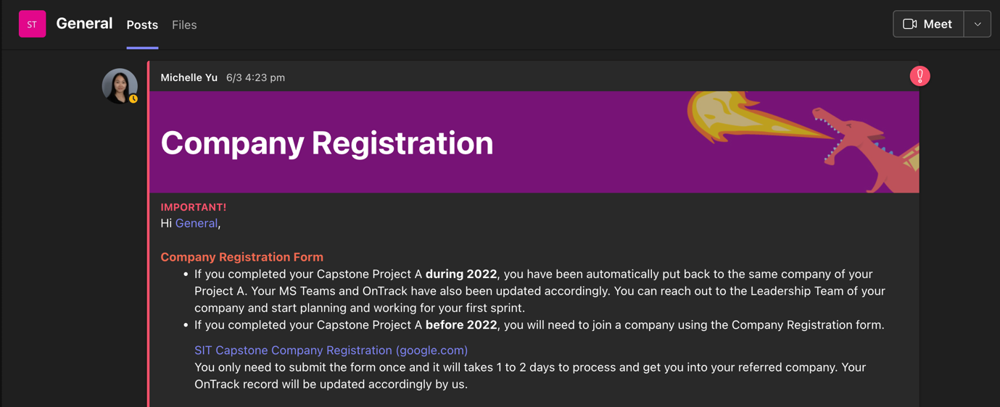 ST General Posts Files Meet
Michelle Yu 6/3 4:23 pm
Company Registration
IMPORTANT!
Hi General,
Company Registration Form
• If you completed your Capstone Project A during 2022, you have been automatically put back to the same company of your
Project A. Your MS Teams and OnTrack have also been updated accordingly. You can reach out to the Leadership Team of your
company and start planning and working for your first sprint.
• If you completed your Capstone Project A before 2022, you will need to join a company using the Company Registration form.
SIT Capstone Company Registration (google.com)
You only need to submit the form once and it will takes 1 to 2 days to process and get you into your referred company. Your
OnTrack record will be updated accordingly by us.